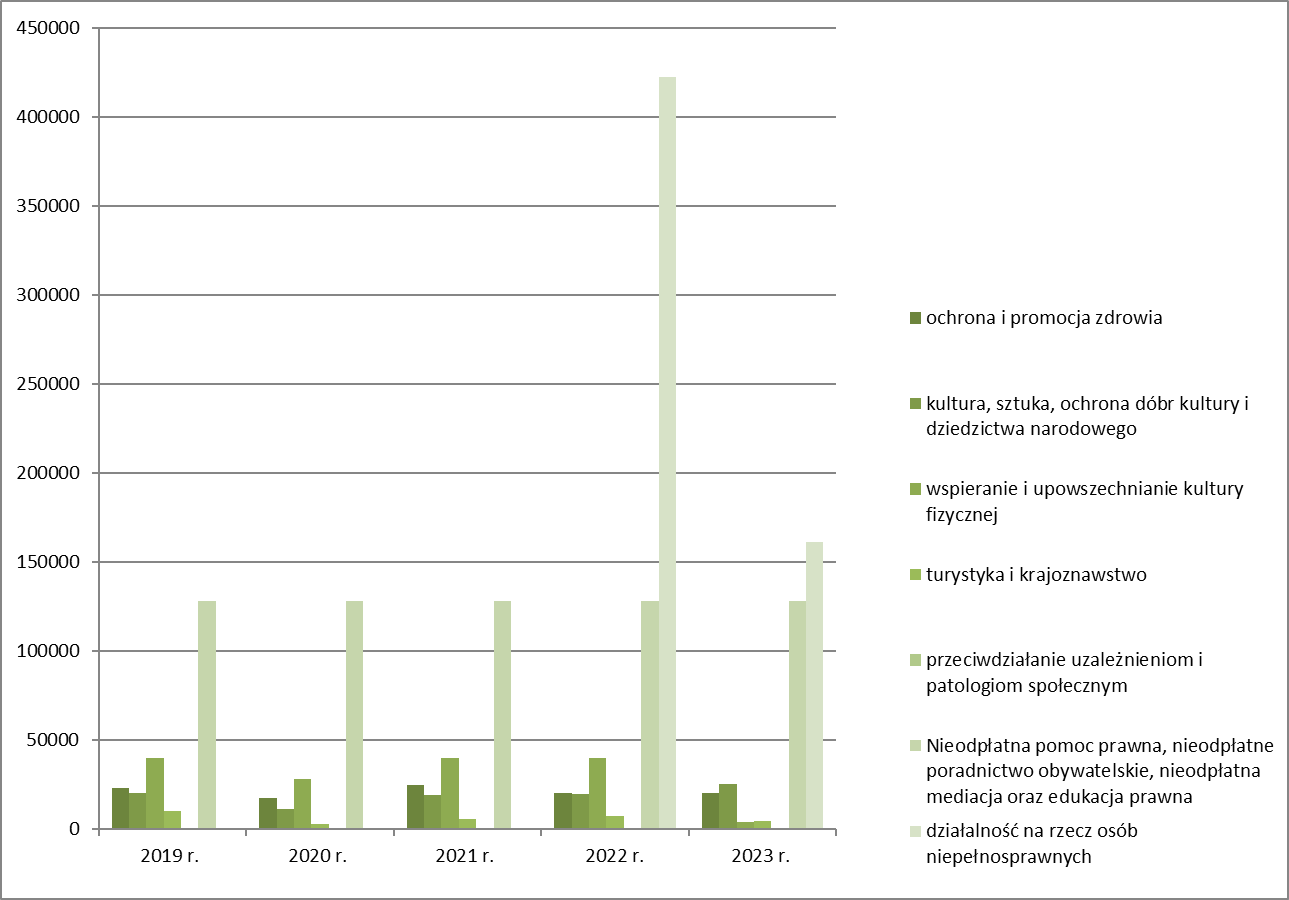 450000
400000
350000
300000
250000
200000
150000
100000
50000
0
2019 r.
2020 r.
2021 r.
2022 r.
2023 r.
ochrona i promocja zdrowia
kultura, sztuka, ochrona dóbr kultury i
dziedzictwa narodowego
wspieranie i upowszechnianie kultury
fizycznej
turystyka i krajoznawstwo
przeciwdziałanie uzależnieniom i
patologiom społecznym
Nieodpłatna pomoc prawna, nieodpłatne
poradnictwo obywatelskie, nieodpłatna
mediacja oraz edukacja prawna
działalność na rzecz osób
niepełnosprawnych